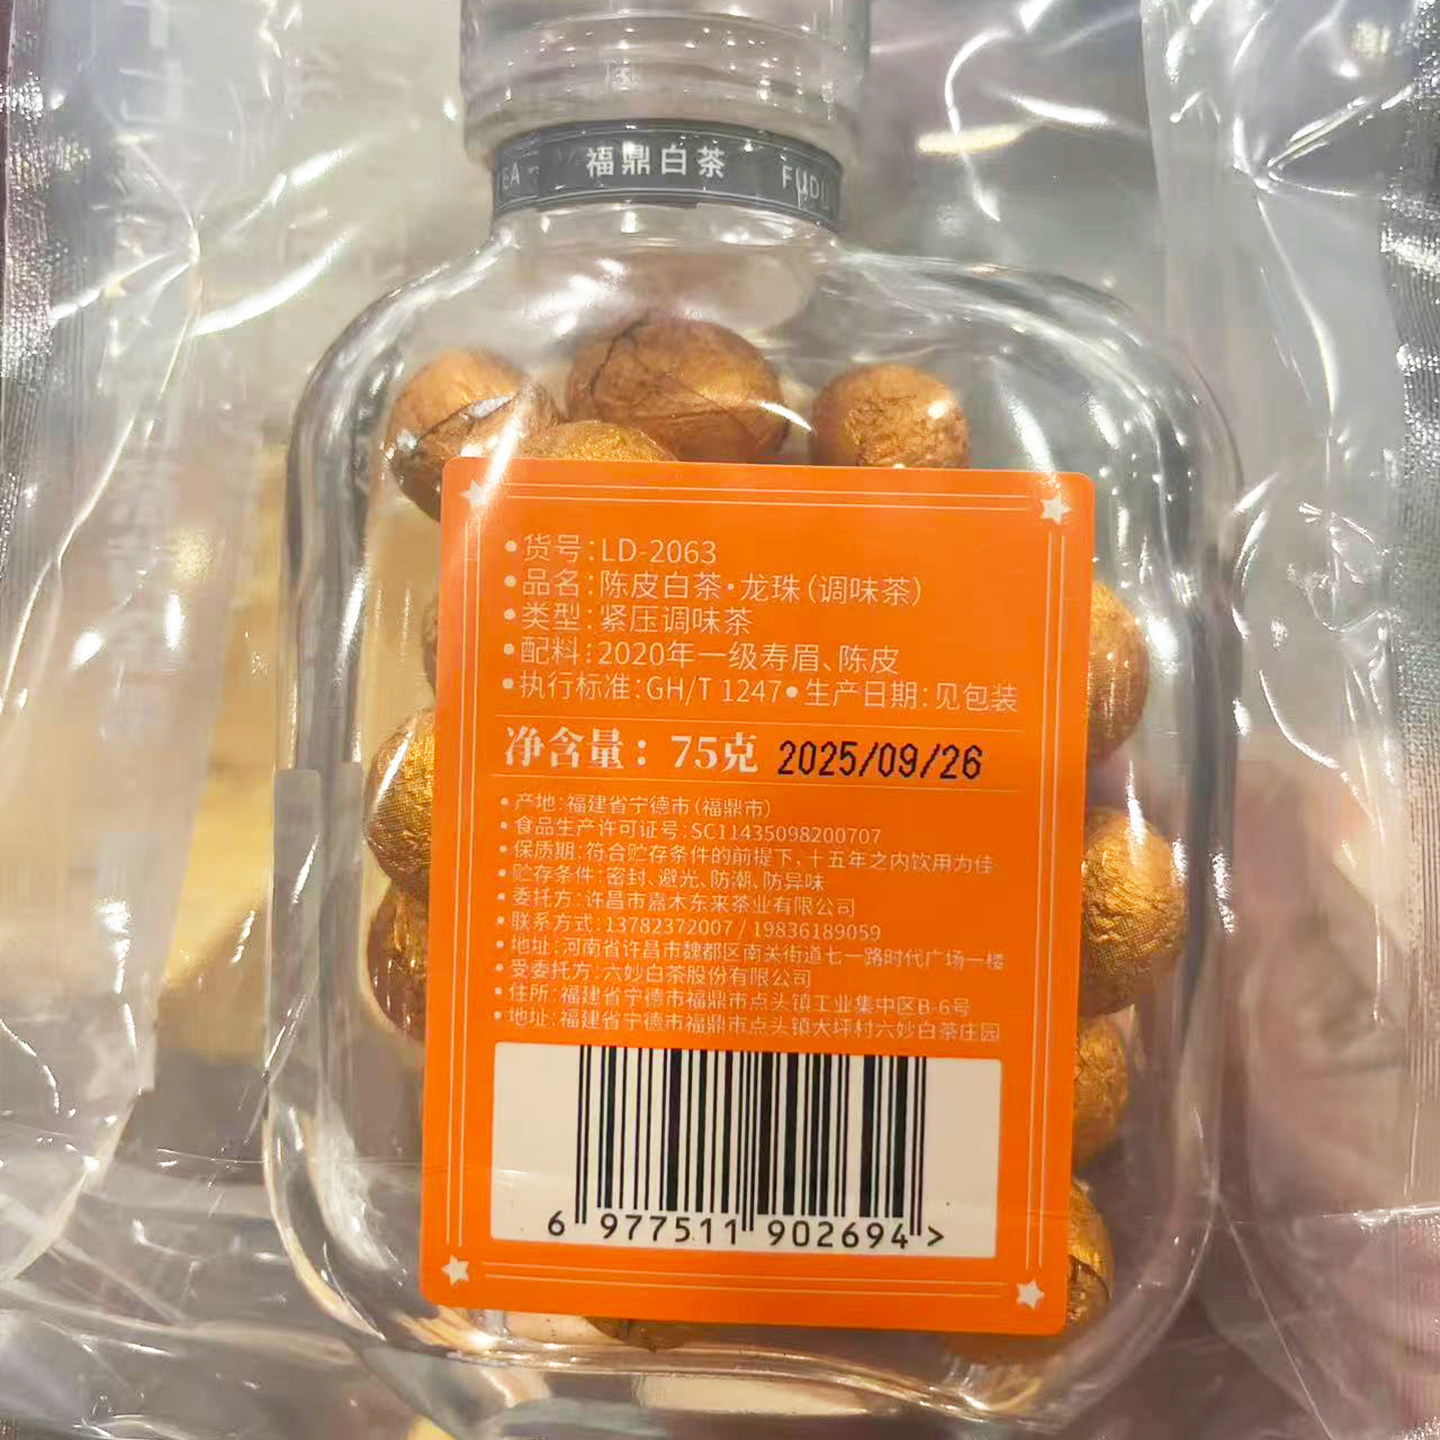 福鼎白茶
货号:LD-2063
品名:陈皮白茶·龙珠(调味茶)
类型:紧压调味茶
配料:2020年一级寿眉、陈皮
执行标准:GH/T 1247•生产日期:见包装
净含量:75克 2025/09/26
产地:福建省宁德市(福鼎市)
食品生产许可证号:SC11435098200707
保质期:符合贮存条件的前提下,十五年之内饮用为佳
贮存条件:密封、避光、防潮、防异味
委托方:许昌市嘉木东来茶业有限公司
联系方式:13782372007 / 19836189059
地址:河南省许昌市魏都区南关街道七一路时代广场一楼
受委托方:六妙白茶股份有限公司
住所:福建省宁德市福鼎市点头镇工业集中区B-6号
地址:福建省宁德市福鼎市点头镇大坪村六妙白茶庄园
6 977511 902694 >